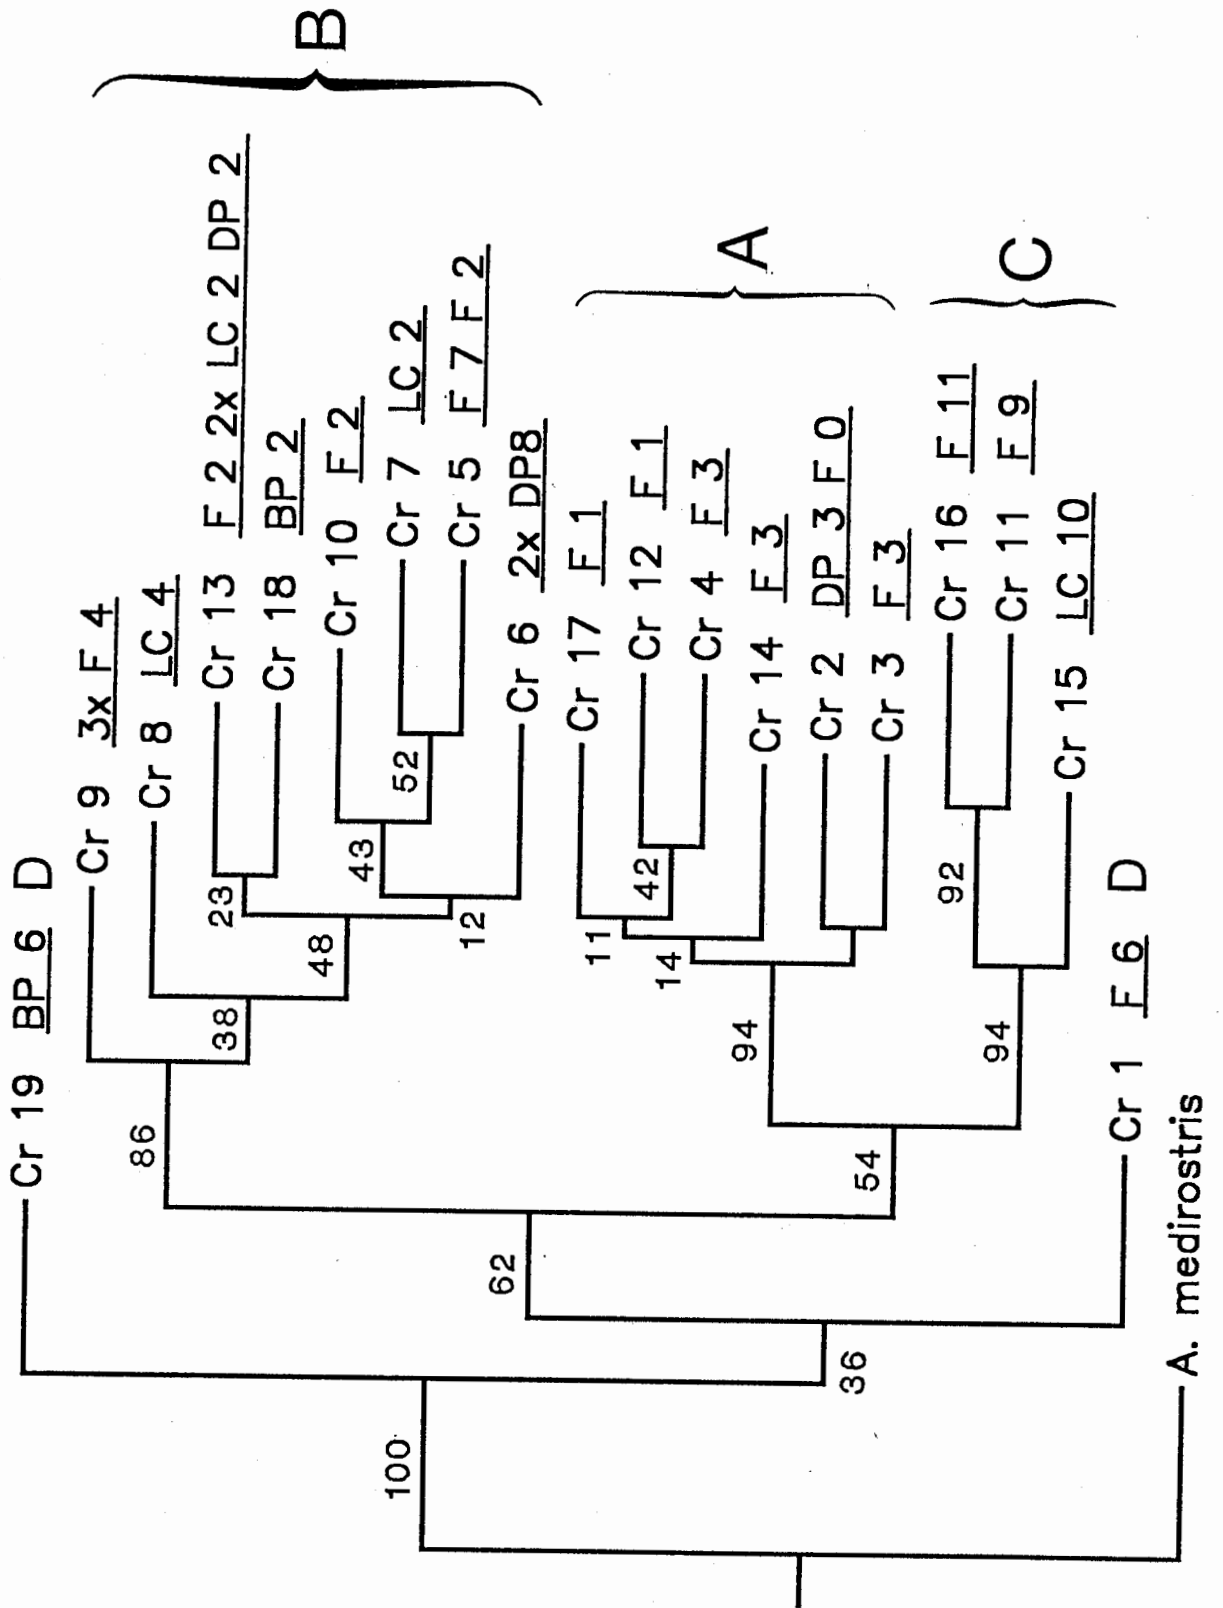 Cr 19 BP 6 D
Cr 9 3x F 4
Cr 8 LC 4
Cr 13 F 2 2x LC 2 DP 2
Cr 18 BP 2
Cr 10 F 2
Cr 7 LC 2
Cr 5 F 7 F 2
Cr 6 2x DP8
Cr 17 F 1
Cr 12 F 1
Cr 4 F 3
Cr 14 F 3
Cr 2 DP 3 F 0
Cr 3 F 3
Cr 16 F 11
Cr 11 F 9
Cr 15 LC 10
Cr 1 F 6 D
A. medirostris
B
A
C
86
38
23
48
43
52
12
11
42
14
94
92
94
54
62
36
100